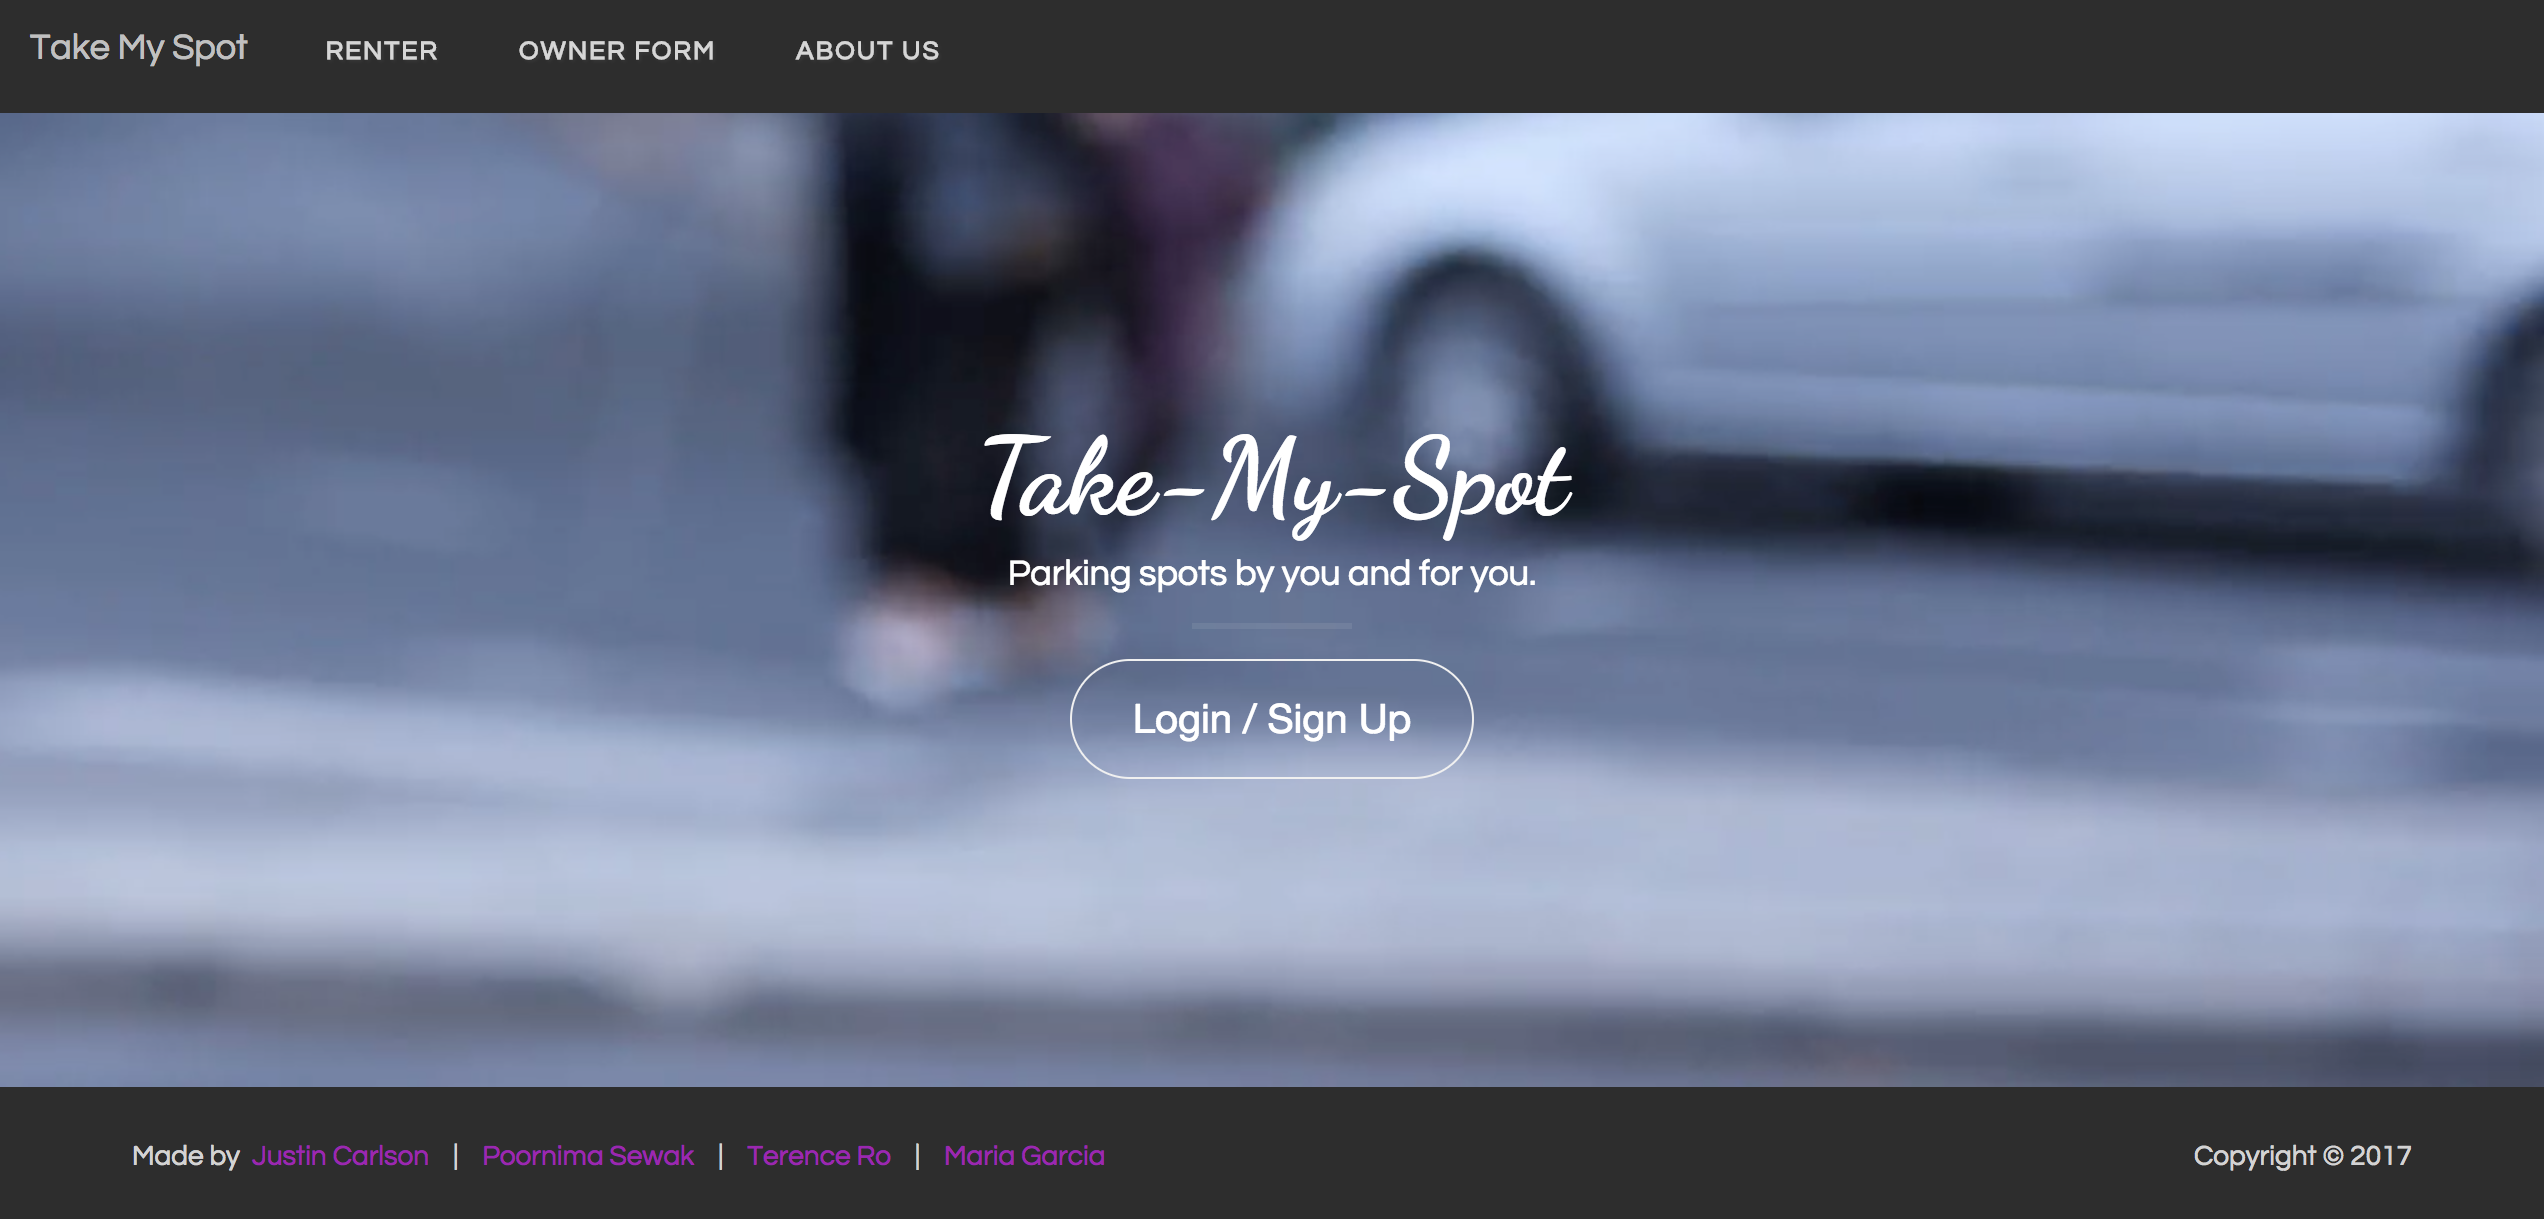 Take My Spot RENTER OWNER FORM ABOUT US
Take-My-Spot
Parking spots by you and for you.
Login / Sign Up
Made by Justin Carlson | Poornima Sewak | Terence Ro | Maria Garcia
Copyright © 2017